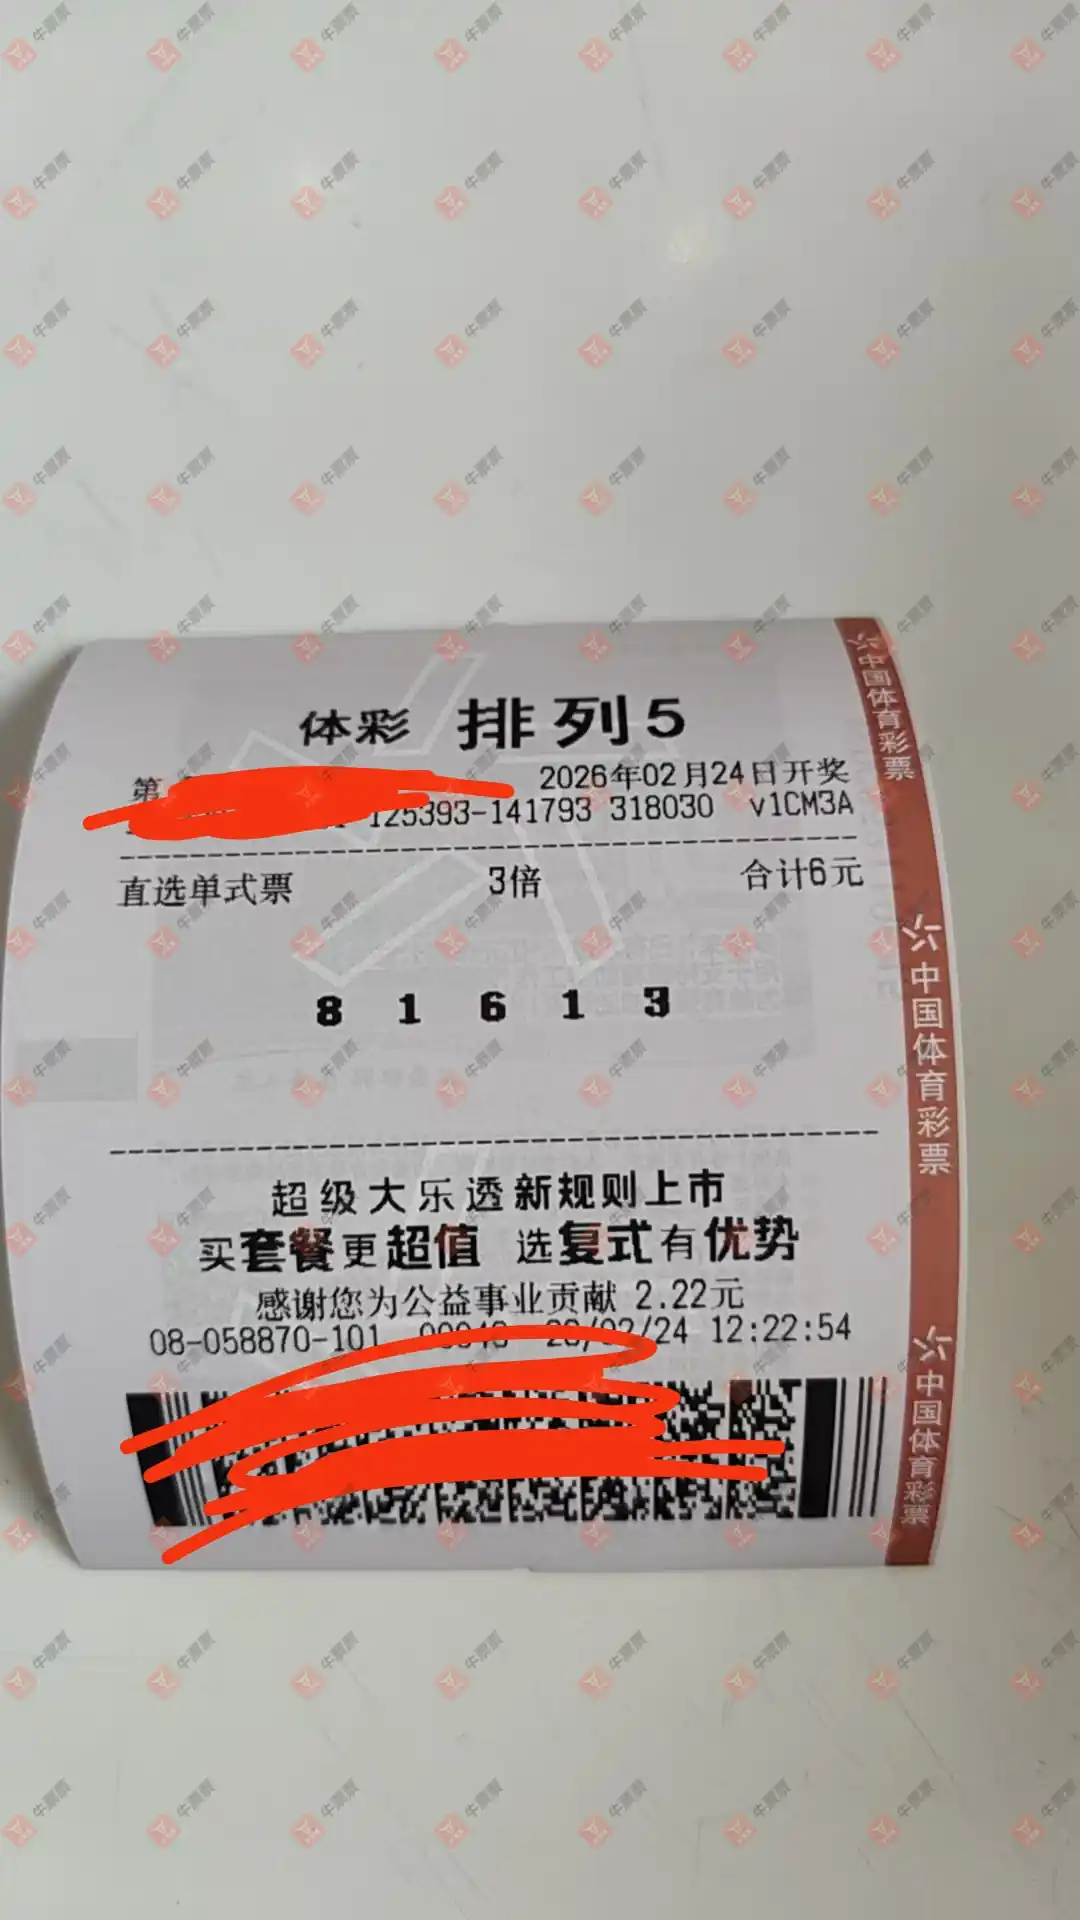 体彩 排列5
第
2026年02月24日开奖
125393-141793 318030 v1CM3A
直选单式票 3倍 合计6元
8 1 6 1 3
超级大乐透新规则上市
买套餐更超值 选复式有优势
感谢您为公益事业贡献 2.22元
08-058870-101 /24 12:22:54
中国体育彩票
中国体育彩票
中国体育彩票
牛票票